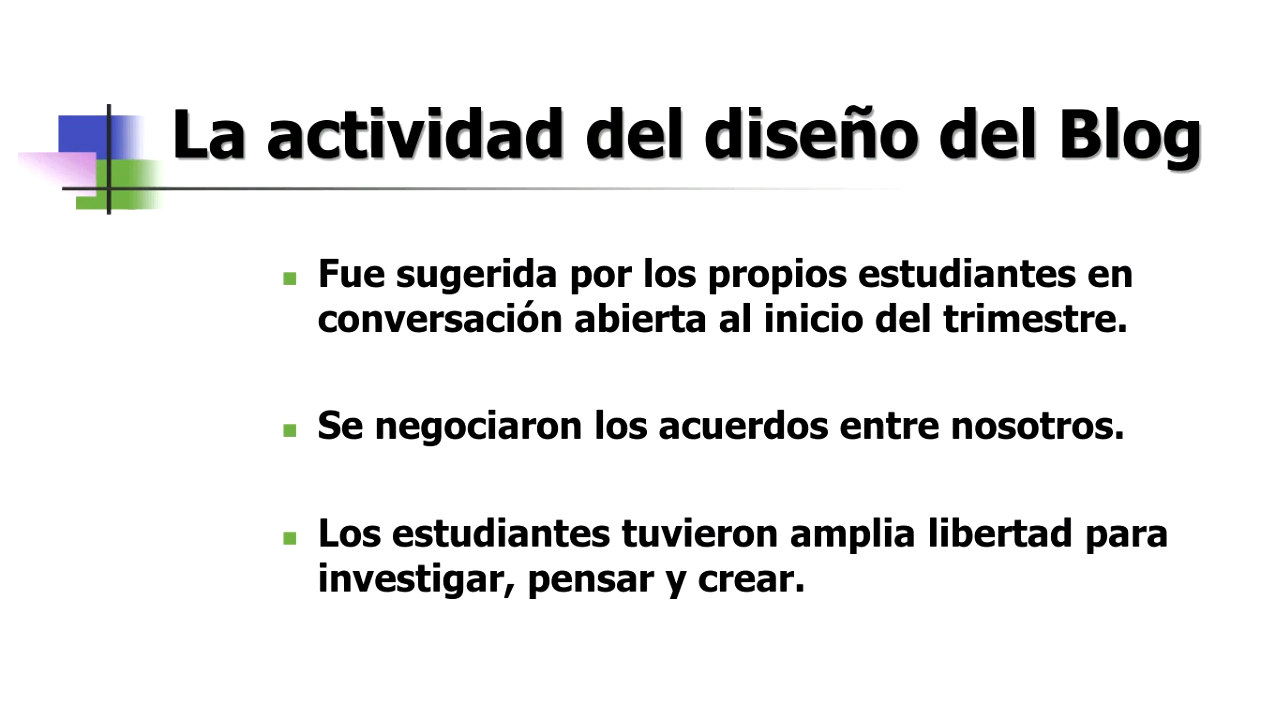 La actividad del diseño del Blog
Fue sugerida por los propios estudiantes en
conversación abierta al inicio del trimestre.
Se negociaron los acuerdos entre nosotros.
Los estudiantes tuvieron amplia libertad para
investigar, pensar y crear.